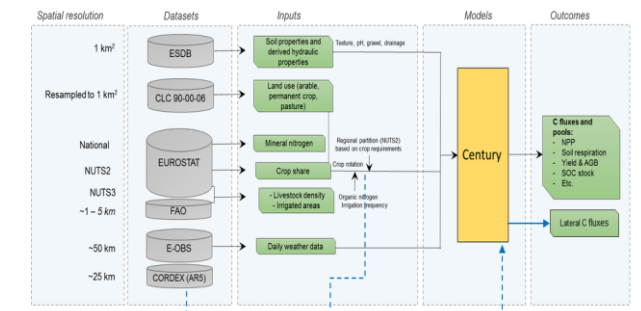 Spatial resolution
Datasets
Inputs
Models
Outcomes
1 km²
ESDB
Soil properties and
derived hydraulic
properties
Texture, pH, gravel, drainage
Resampled to 1 km²
CLC 90-00-06
Land use (arable,
permanent crop,
pasture)
National
EUROSTAT
Mineral nitrogen
Regional partition (NUTS2)
based on crop requirements
NUTS2
Crop share
Crop rotation
NUTS3
- Livestock density
- Irrigated areas
Organic nitrogen
Irrigation frequency
~1 – 5 km
FAO
~50 km
E-OBS
Daily weather data
~25 km
CORDEX (AR5)
Century
C fluxes and
pools:
- NPP
- Soil respiration
- Yield & AGB
- SOC stock
- Etc.
Lateral C fluxes